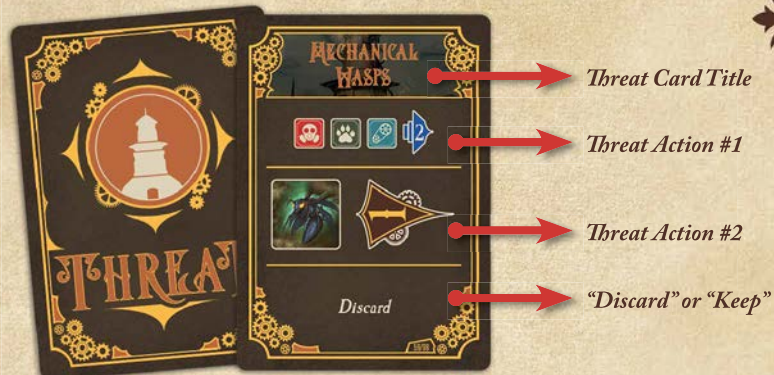 THREAT
MECHANICAL
WASPS
2
1
Discard
Threat Card Title
Threat Action #1
Threat Action #2
“Discard” or “Keep”